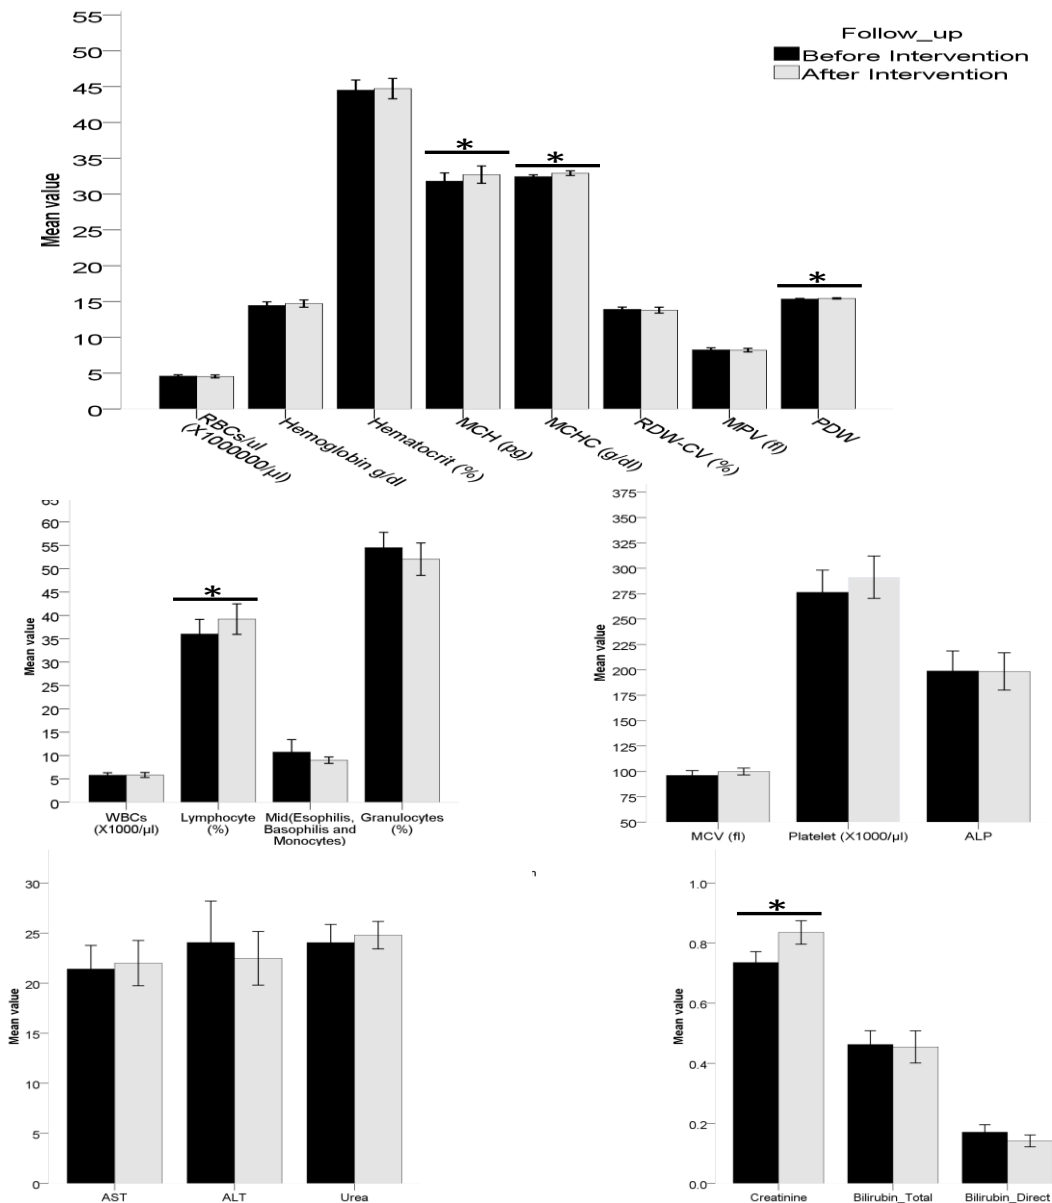 55
50
45
40
35
30
25
20
15
10
5
0
Mean value
Follow_up
Before Intervention
After Intervention
*
*
*
RBCs/ul
(X1000000/µl)
Hemoglobin g/dl
Hematocrit (%)
MCH (pg)
MCHC (g/dl)
RDW-CV (%)
MPV (fl)
PDW
65
60
55
50
45
40
35
30
25
20
15
10
5
0
Mean value
*
WBCs
(X1000/µl)
Lymphocyte
(%)
Mid(Esophilis,
Basophilis and
Monocytes)
Granulocytes
(%)
375
350
325
300
275
250
225
200
175
150
125
100
75
50
Mean value
MCV (fl)
Platelet (X1000/µl)
ALP
30
25
20
15
10
5
0
Mean value
AST
ALT
Urea
1.0
0.8
0.6
0.4
0.2
0.0
Mean value
*
Creatinine
Bilirubin_Total
Bilirubin_Direct